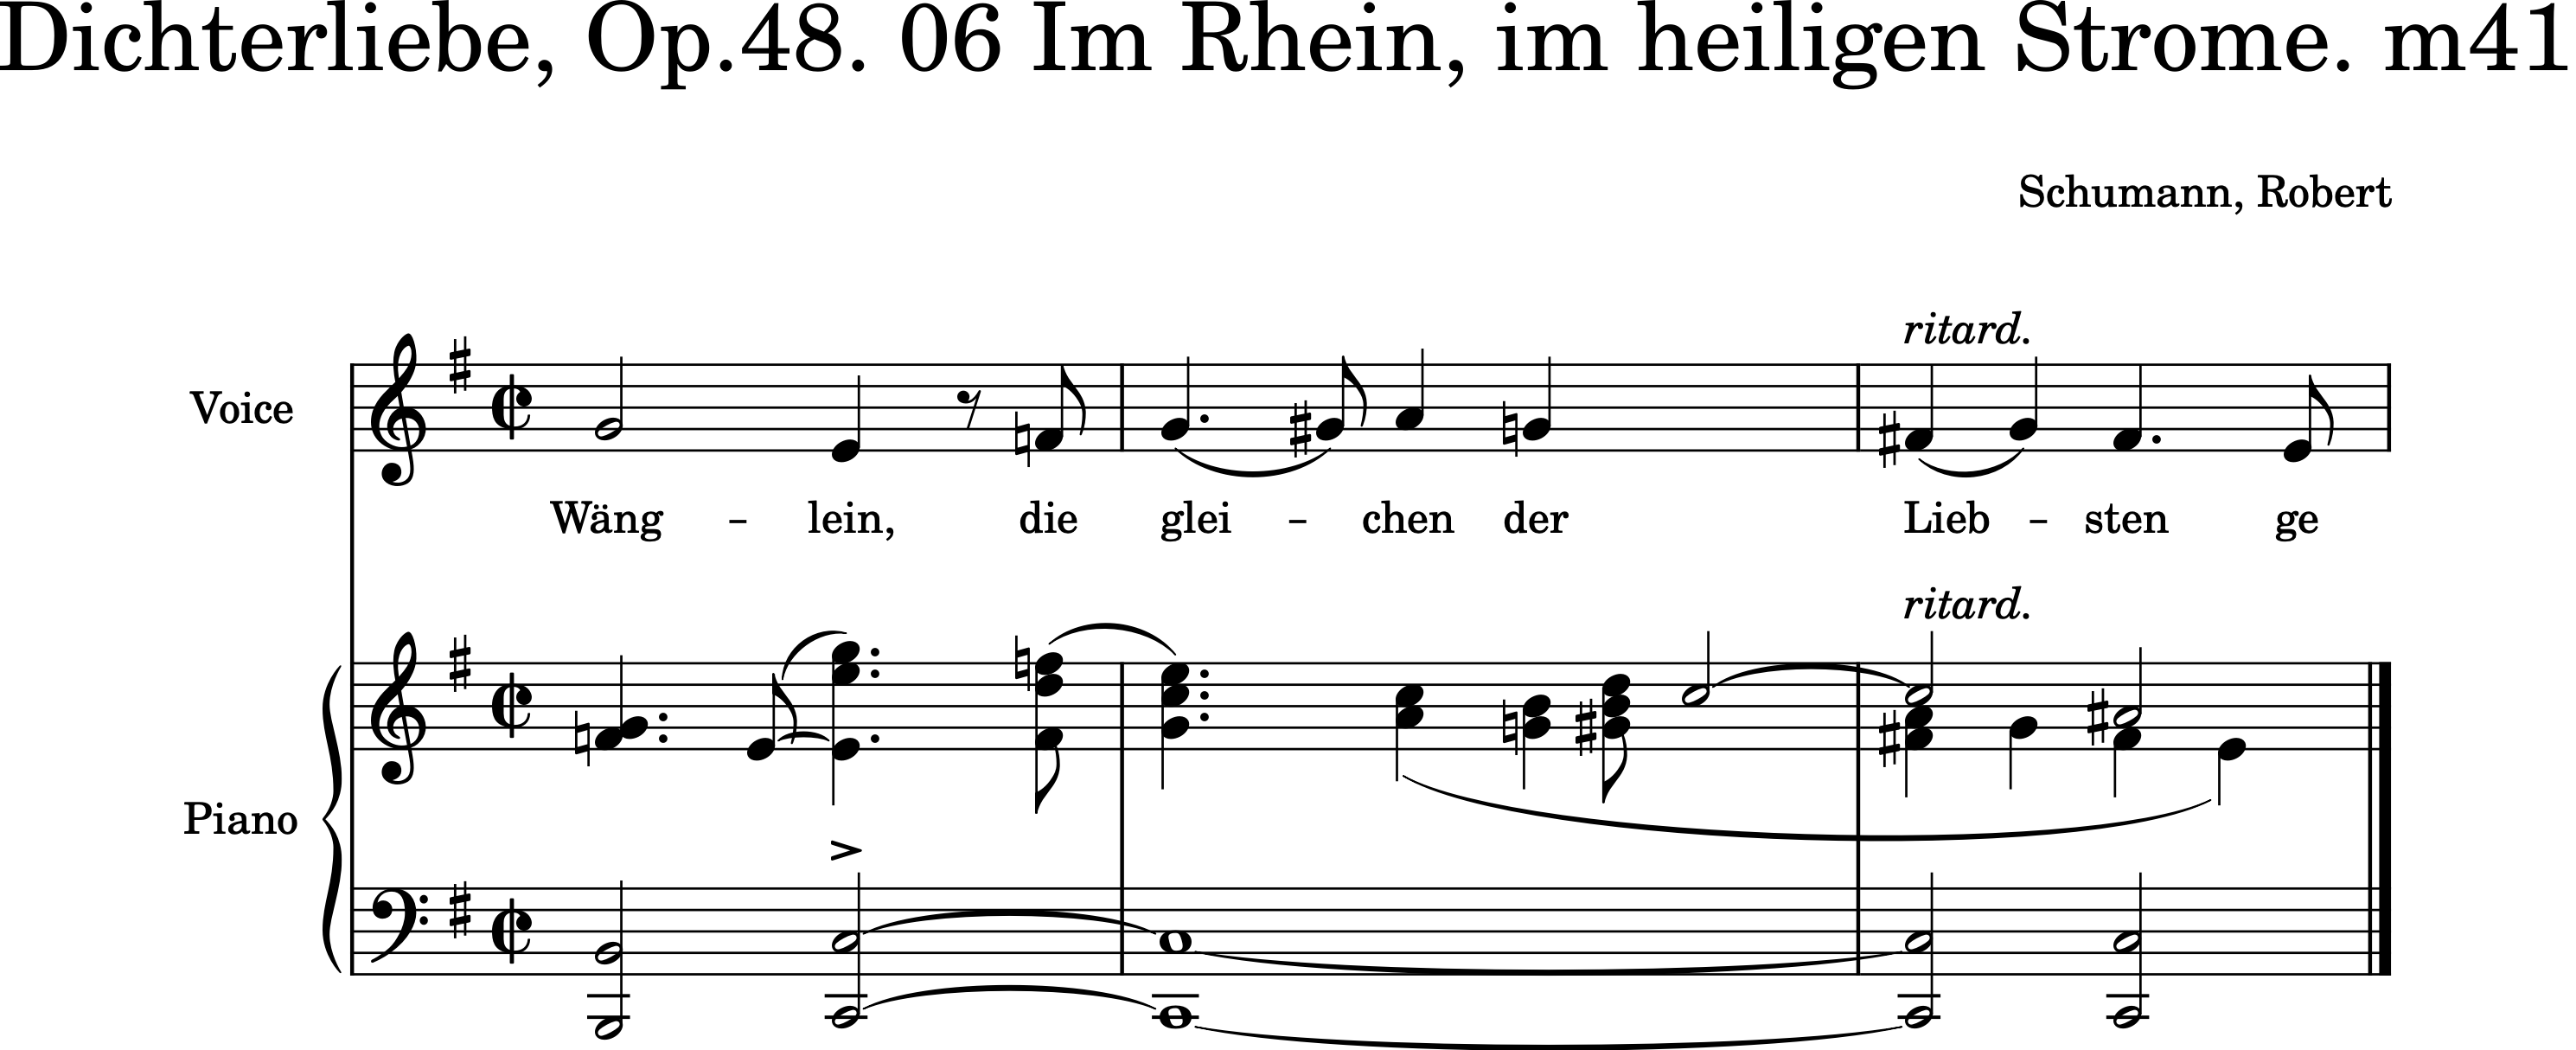 Dichterliebe, Op.48. 06 Im Rhein, im heiligen Strome. m41
Schumann, Robert
ritard.
Voice
Wäng - lein, die glei - chen der Lieb - sten ge
ritard.
Piano